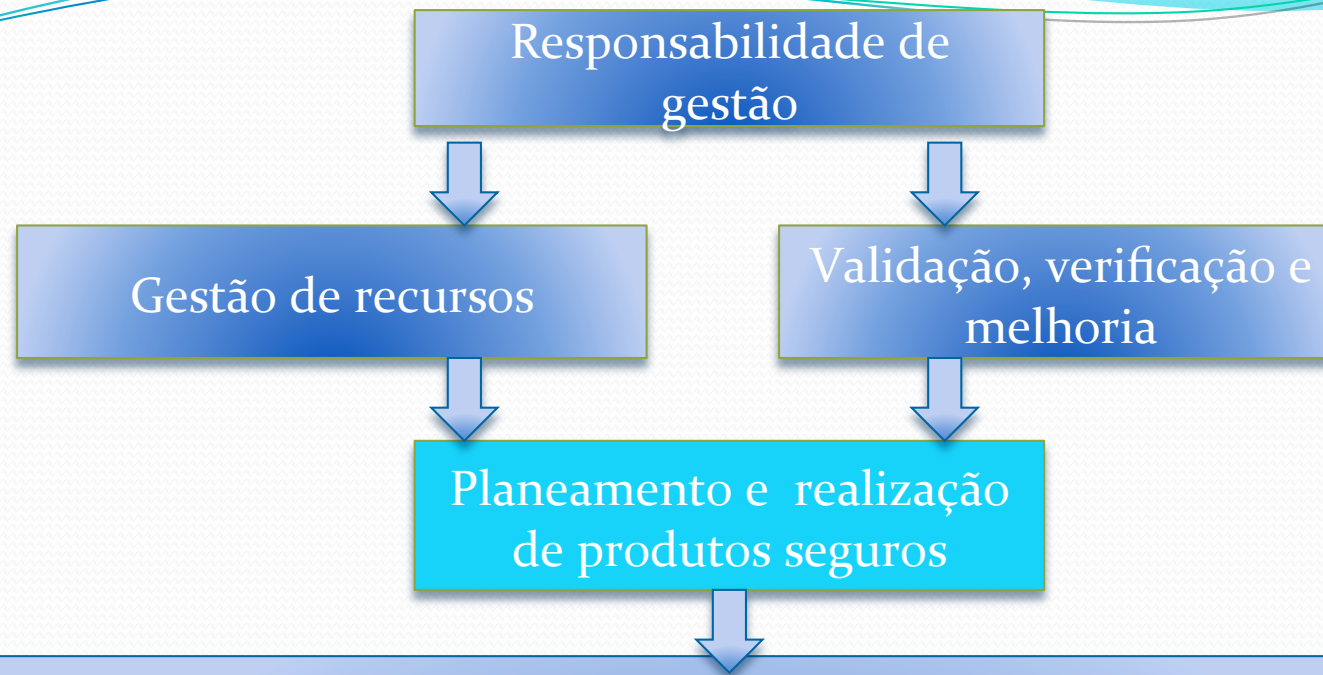 Responsabilidade de
gestão
Gestão de recursos
Validação, verificação e
melhoria
Planeamento e  realização
de produtos seguros